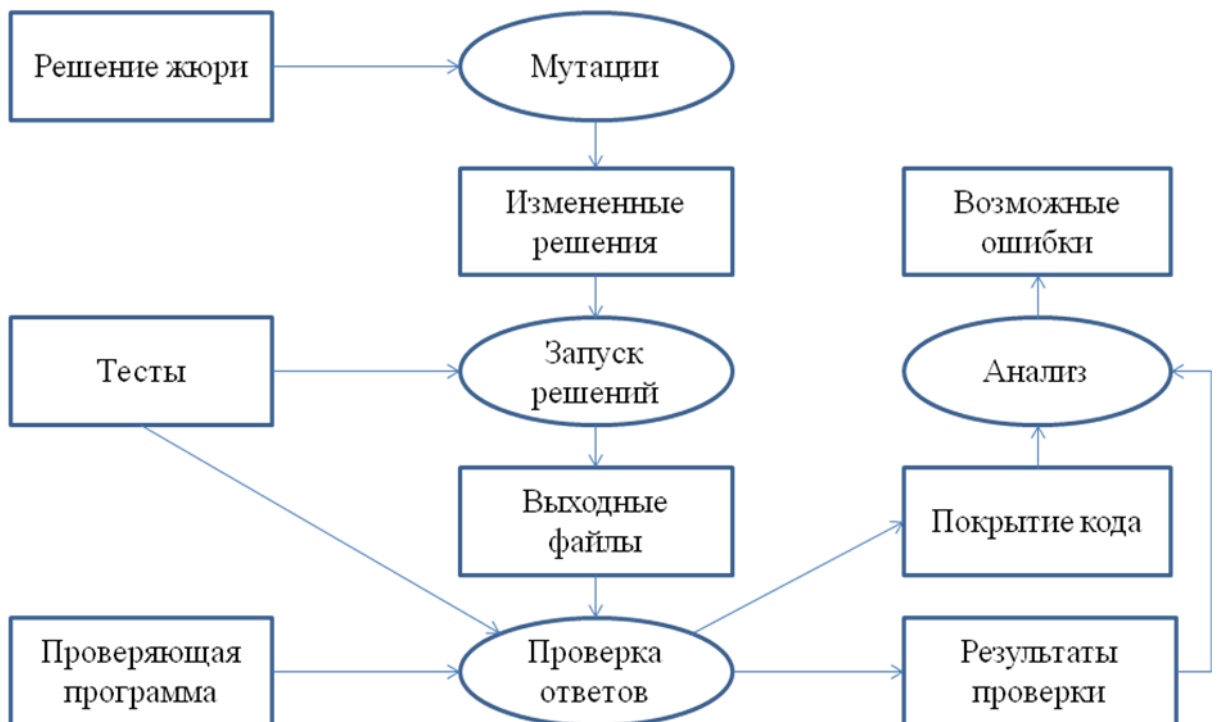 Решение жюри
Мутации
Измененные
решения
Возможные
ошибки
Тесты
Запуск
решений
Анализ
Выходные
файлы
Покрытие кода
Проверяющая
программа
Проверка
ответов
Результаты
проверки